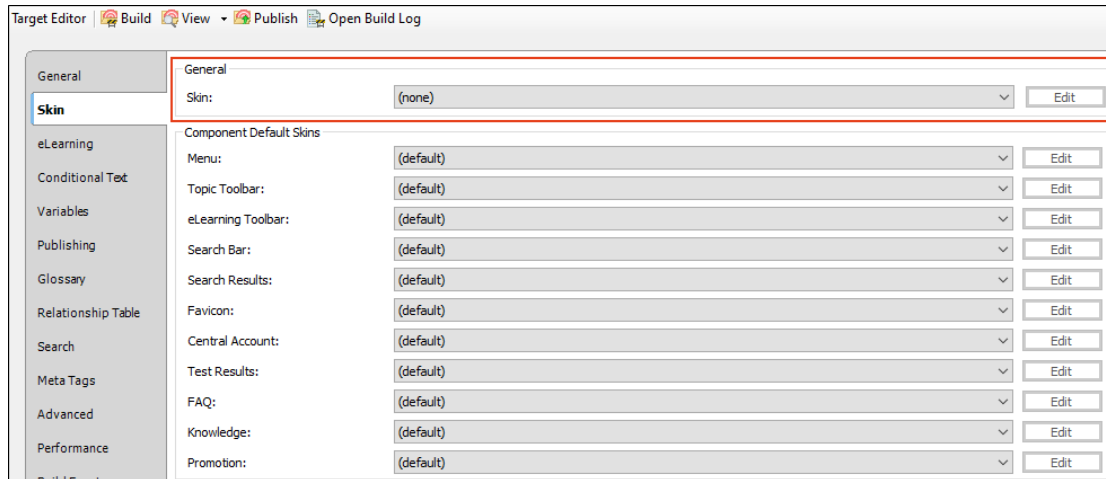 Target Editor Build View Publish Open Build Log
General
Skin
eLearning
Conditional Text
Variables
Publishing
Glossary
Relationship Table
Search
Meta Tags
Advanced
Performance
General
Skin: (none) Edit
Component Default Skins
Menu: (default) Edit
Topic Toolbar: (default) Edit
eLearning Toolbar: (default) Edit
Search Bar: (default) Edit
Search Results: (default) Edit
Favicon: (default) Edit
Central Account: (default) Edit
Test Results: (default) Edit
FAQ: (default) Edit
Knowledge: (default) Edit
Promotion: (default) Edit